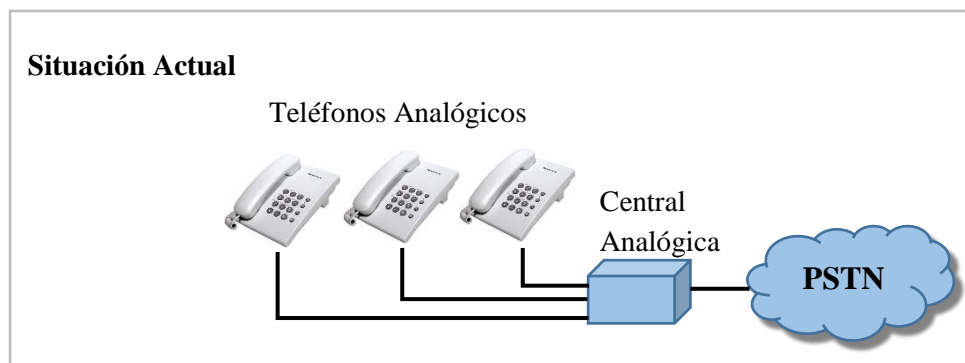 Situación Actual
Teléfonos Analógicos
Central
Analógica
PSTN